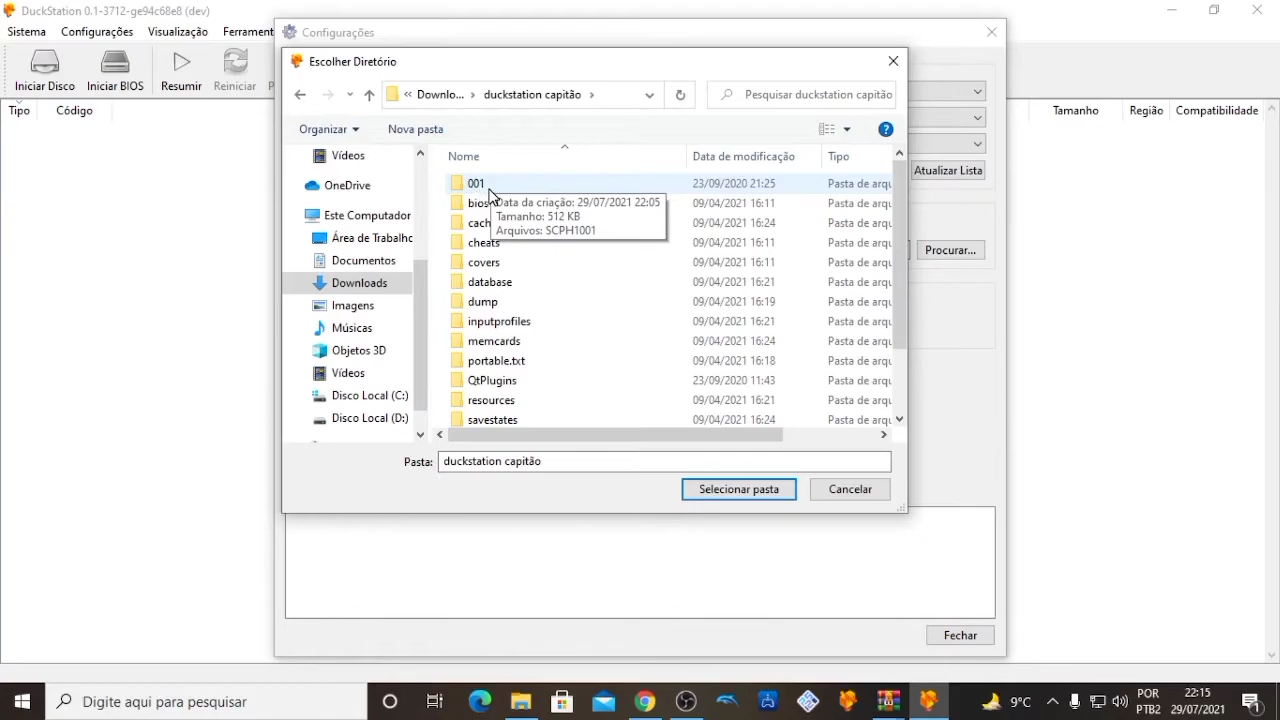 DuckStation 0.1-3712-ge94c68e8 (dev)
Sistema Configurações Visualização Ferrament
Iniciar Disco Iniciar BIOS Resumir Reiniciar
Tipo Código Tamanho Região Compatibilidade
Configurações
Atualizar Lista
Procurar...
Fechar
Escolher Diretório
« Downlo... › duckstation capitão ›
Pesquisar duckstation capitão
Organizar Nova pasta
Vídeos
OneDrive
Este Computador
Área de Trabalho
Documentos
Downloads
Imagens
Músicas
Objetos 3D
Vídeos
Disco Local (C:)
Disco Local (D:)
Nome Data de modificação Tipo
001 23/09/2020 21:25 Pasta de arqu
bios 09/04/2021 16:11 Pasta de arqu
cach 09/04/2021 16:24 Pasta de arqu
cheats 09/04/2021 16:11 Pasta de arqu
covers 09/04/2021 16:11 Pasta de arqu
database 09/04/2021 16:21 Pasta de arqu
dump 09/04/2021 16:19 Pasta de arqu
inputprofiles 09/04/2021 16:21 Pasta de arqu
memcards 09/04/2021 16:24 Pasta de arqu
portable.txt 09/04/2021 16:18 Pasta de arqu
QtPlugins 23/09/2020 11:43 Pasta de arqu
resources 09/04/2021 16:21 Pasta de arqu
savestates 09/04/2021 16:24 Pasta de arqu
Data da criação: 29/07/2021 22:05
Tamanho: 512 KB
Arquivos: SCPH1001
Pasta: duckstation capitão
Selecionar pasta Cancelar
Digite aqui para pesquisar
9°C
POR
PTB2
22:15
29/07/2021
1